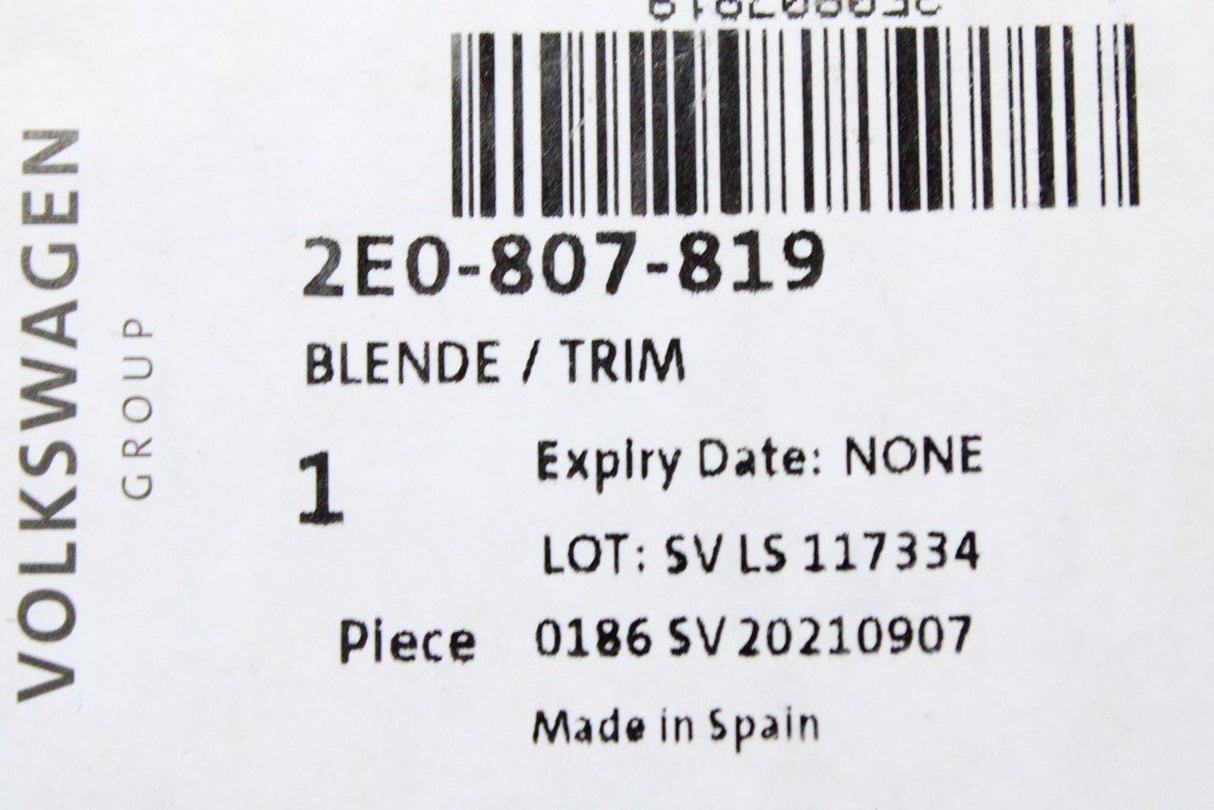 2E0807819
2E0-807-819
BLENDE / TRIM
1
Expiry Date: NONE
LOT: SV LS 117334
Piece 0186 SV 20210907
Made in Spain
VOLKSWAGEN
GROUP